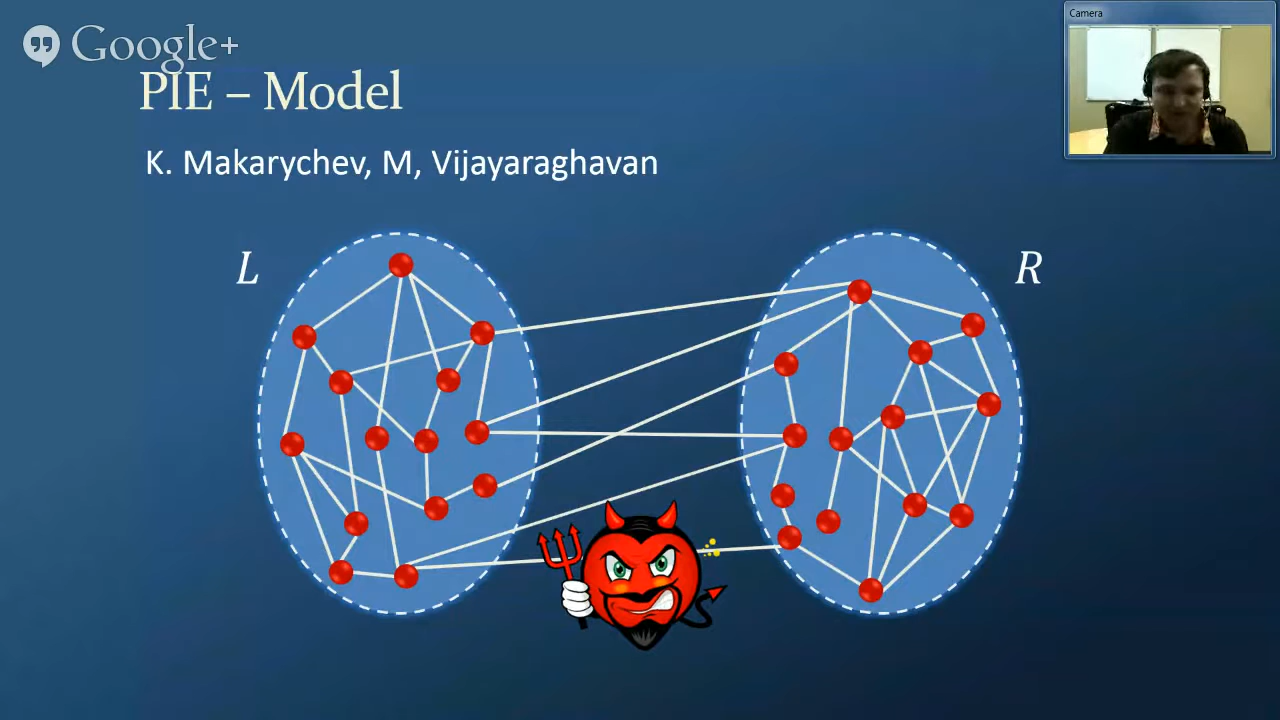 Google+
Camera
PIE – Model
K. Makarychev, M, Vijayaraghavan
L
R